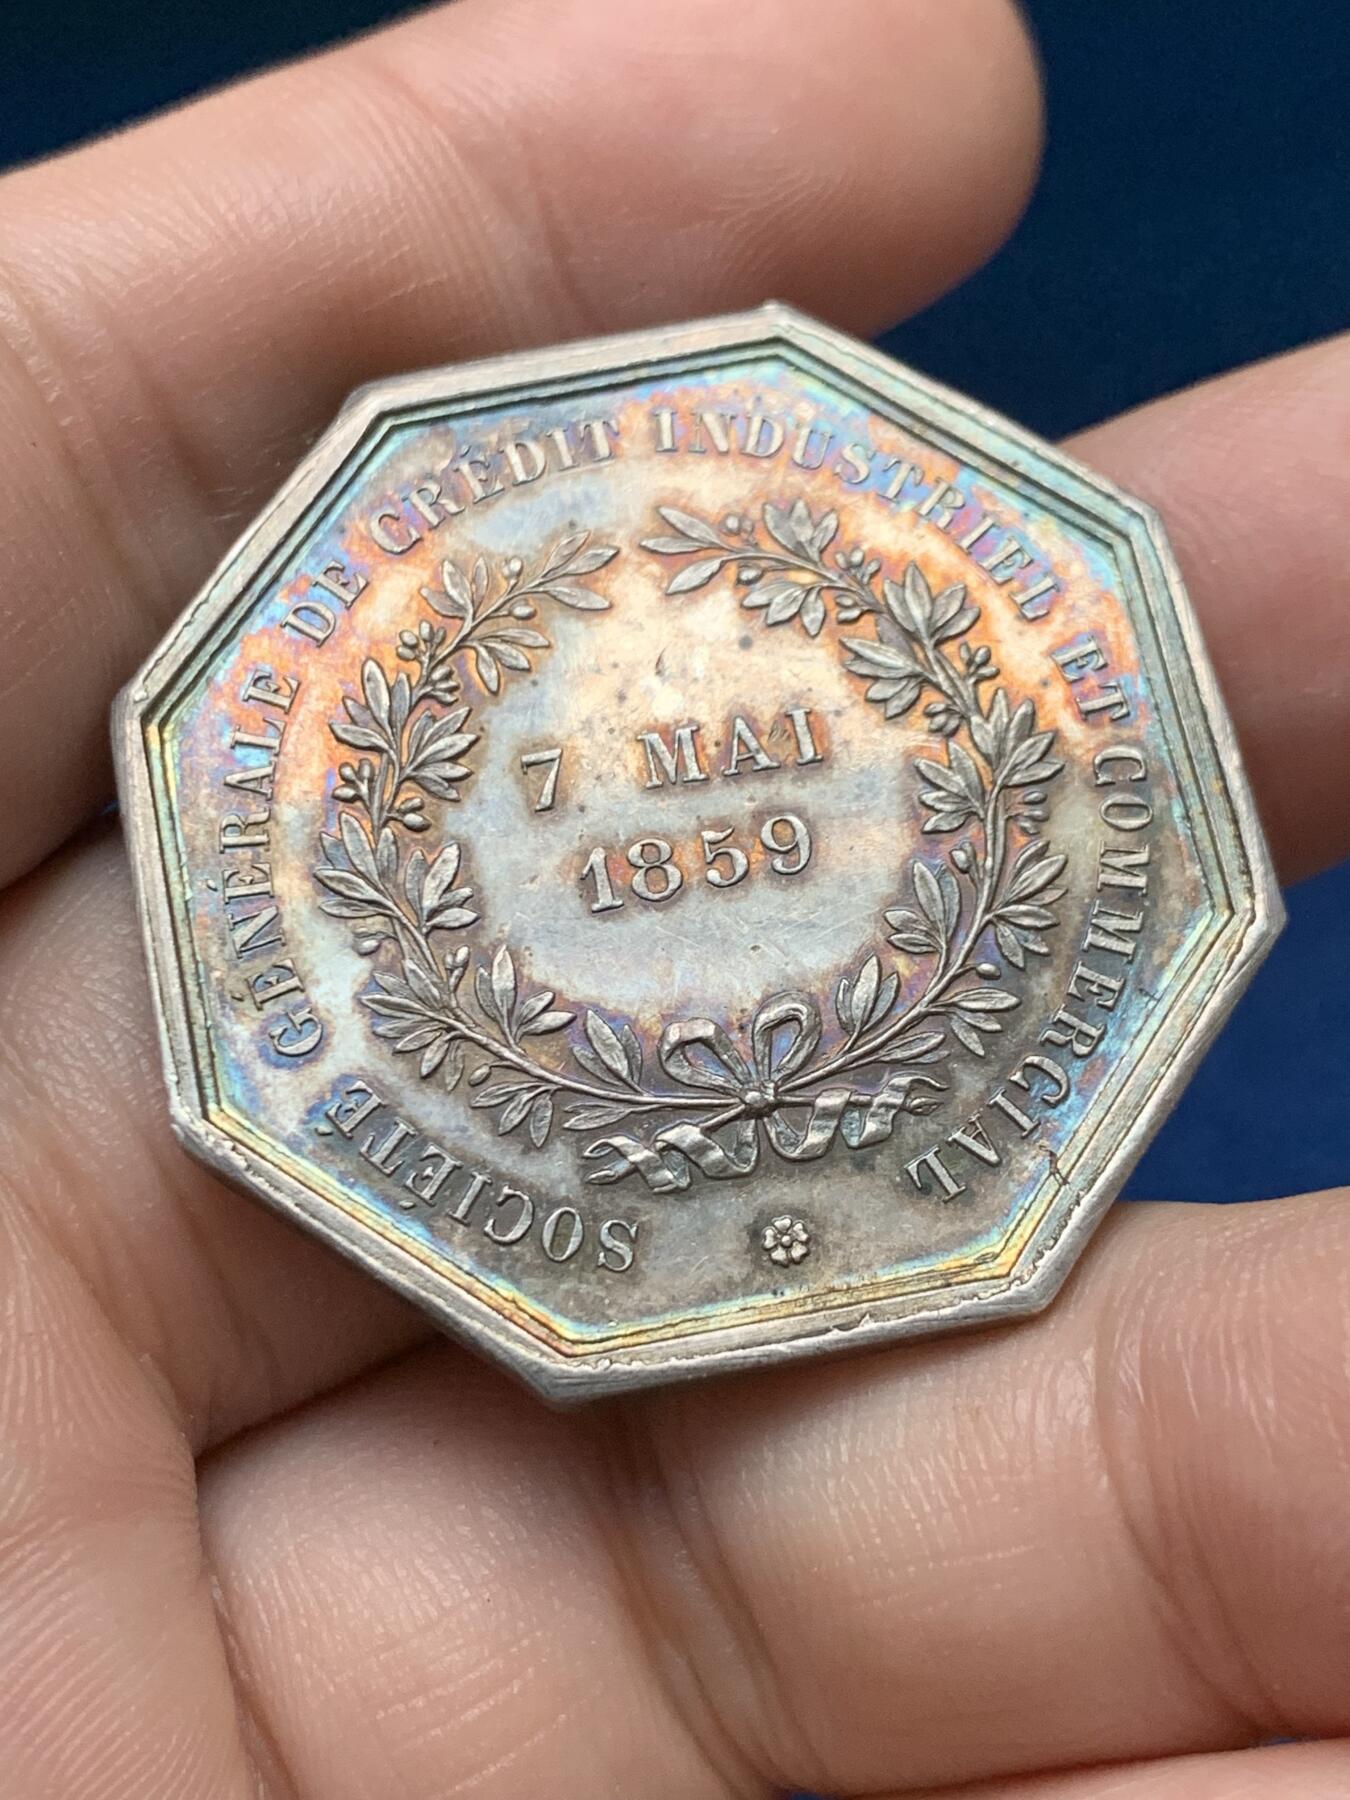 SOCIÉTÉ GÉNÉRALE DE CRÉDIT INDUSTRIEL ET COMMERCIAL
7 MAI
1859